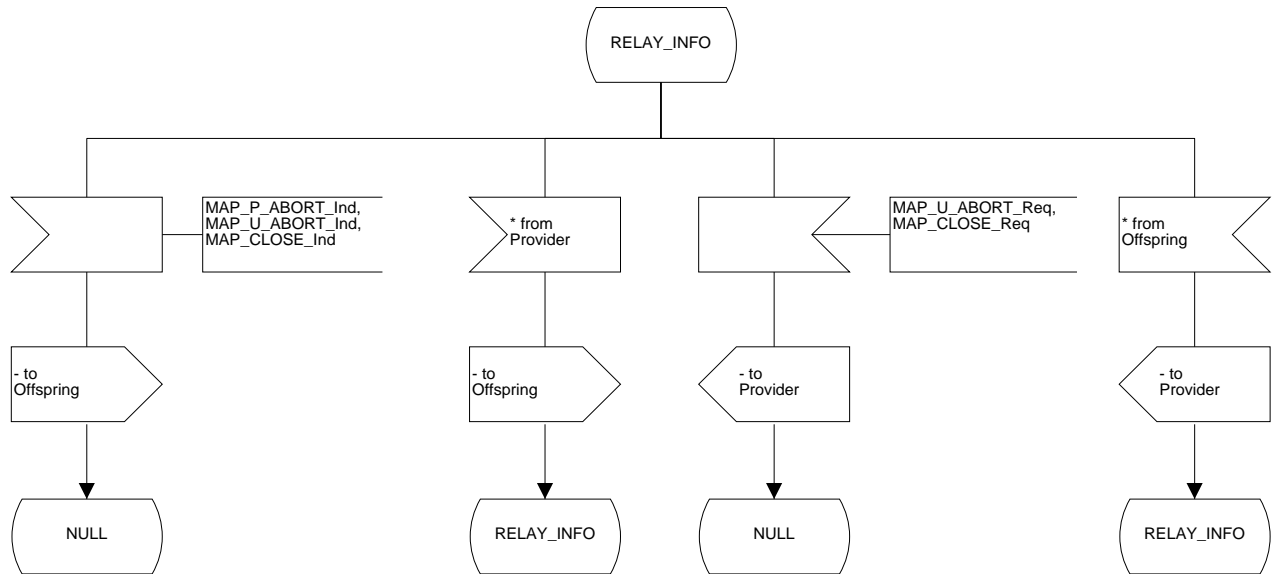 RELAY_INFO
MAP_P_ABORT_Ind,
MAP_U_ABORT_Ind,
MAP_CLOSE_Ind
* from
Provider
MAP_U_ABORT_Req,
MAP_CLOSE_Req
* from
Offspring
- to
Offspring
- to
Offspring
- to
Provider
- to
Provider
NULL
RELAY_INFO
NULL
RELAY_INFO